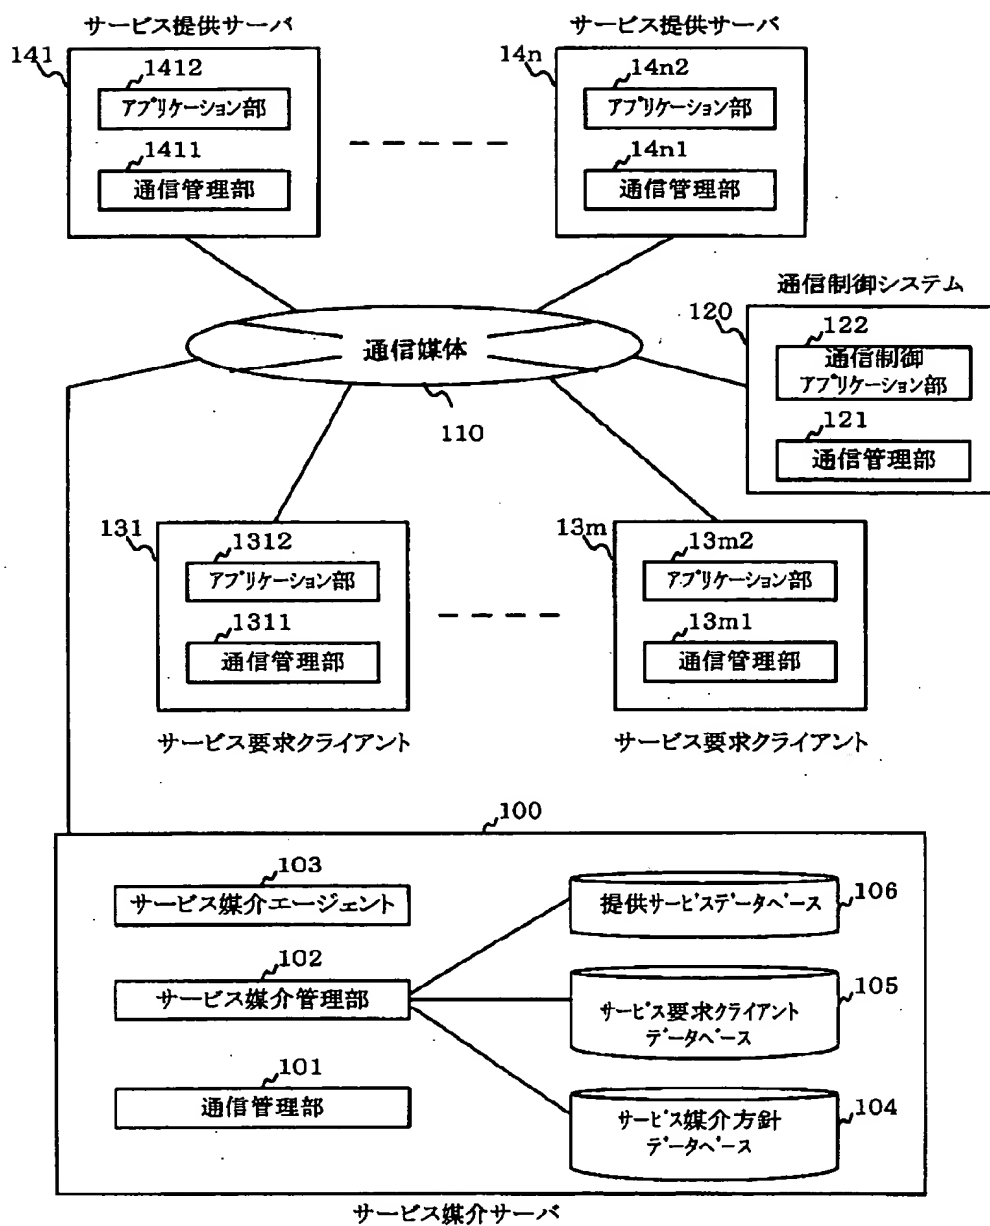 サービス提供サーバ
サービス提供サーバ
141
1412
アプリケーション部
1411
通信管理部
14n
14n2
アプリケーション部
14n1
通信管理部
通信制御システム
120
122
通信制御
アプリケーション部
121
通信管理部
通信媒体
110
131
1312
アプリケーション部
1311
通信管理部
サービス要求クライアント
13m
13m2
アプリケーション部
13m1
通信管理部
サービス要求クライアント
100
103
サービス媒介エージェント
102
サービス媒介管理部
101
通信管理部
提供サービスデータベース
106
サービス要求クライアント
データベース
105
サービス媒介方針
データベース
104
サービス媒介サーバ